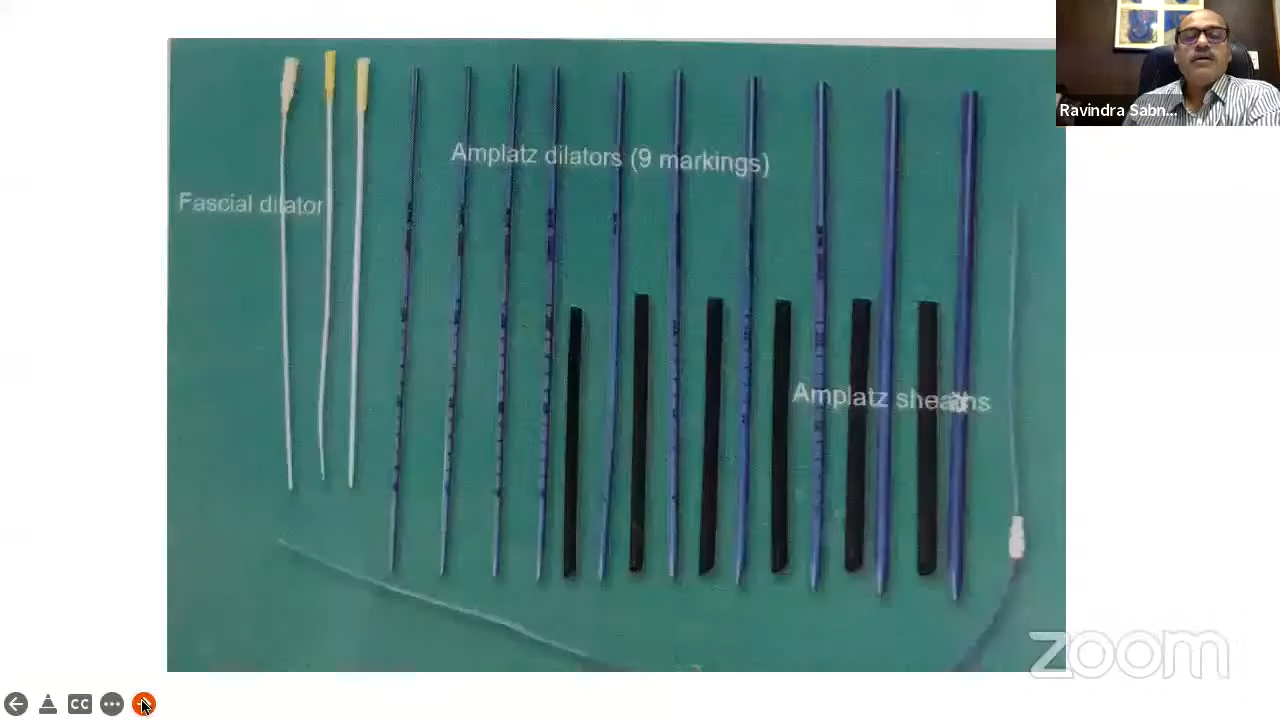 Ravindra Sabn...
Amplatz dilators (9 markings)
Fascial dilator
Amplatz sheaths
zoom
CC